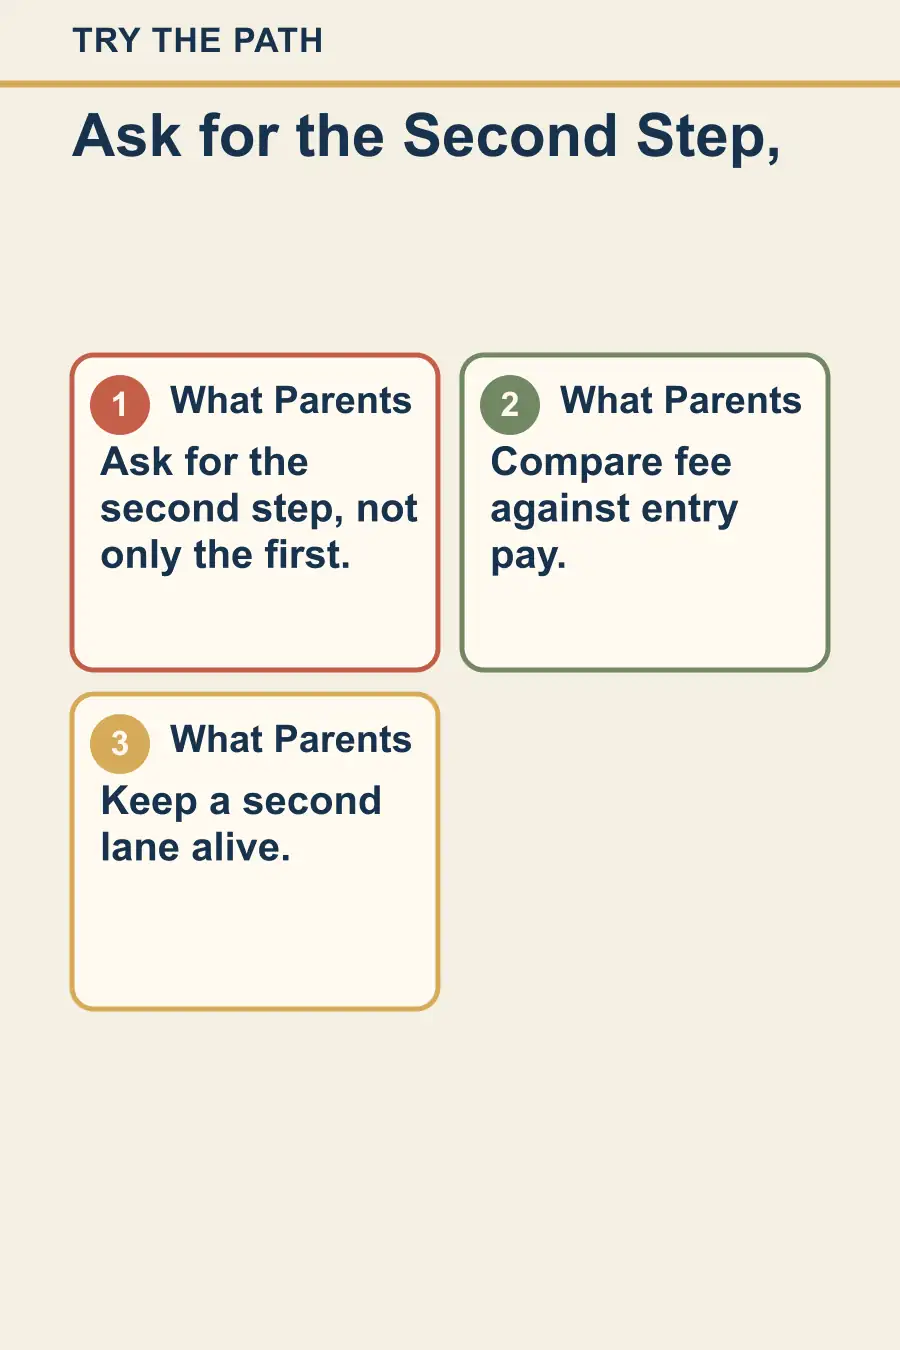 TRY THE PATH
Ask for the Second Step,
1 What Parents
Ask for the
second step, not
only the first.
2 What Parents
Compare fee
against entry
pay.
3 What Parents
Keep a second
lane alive.